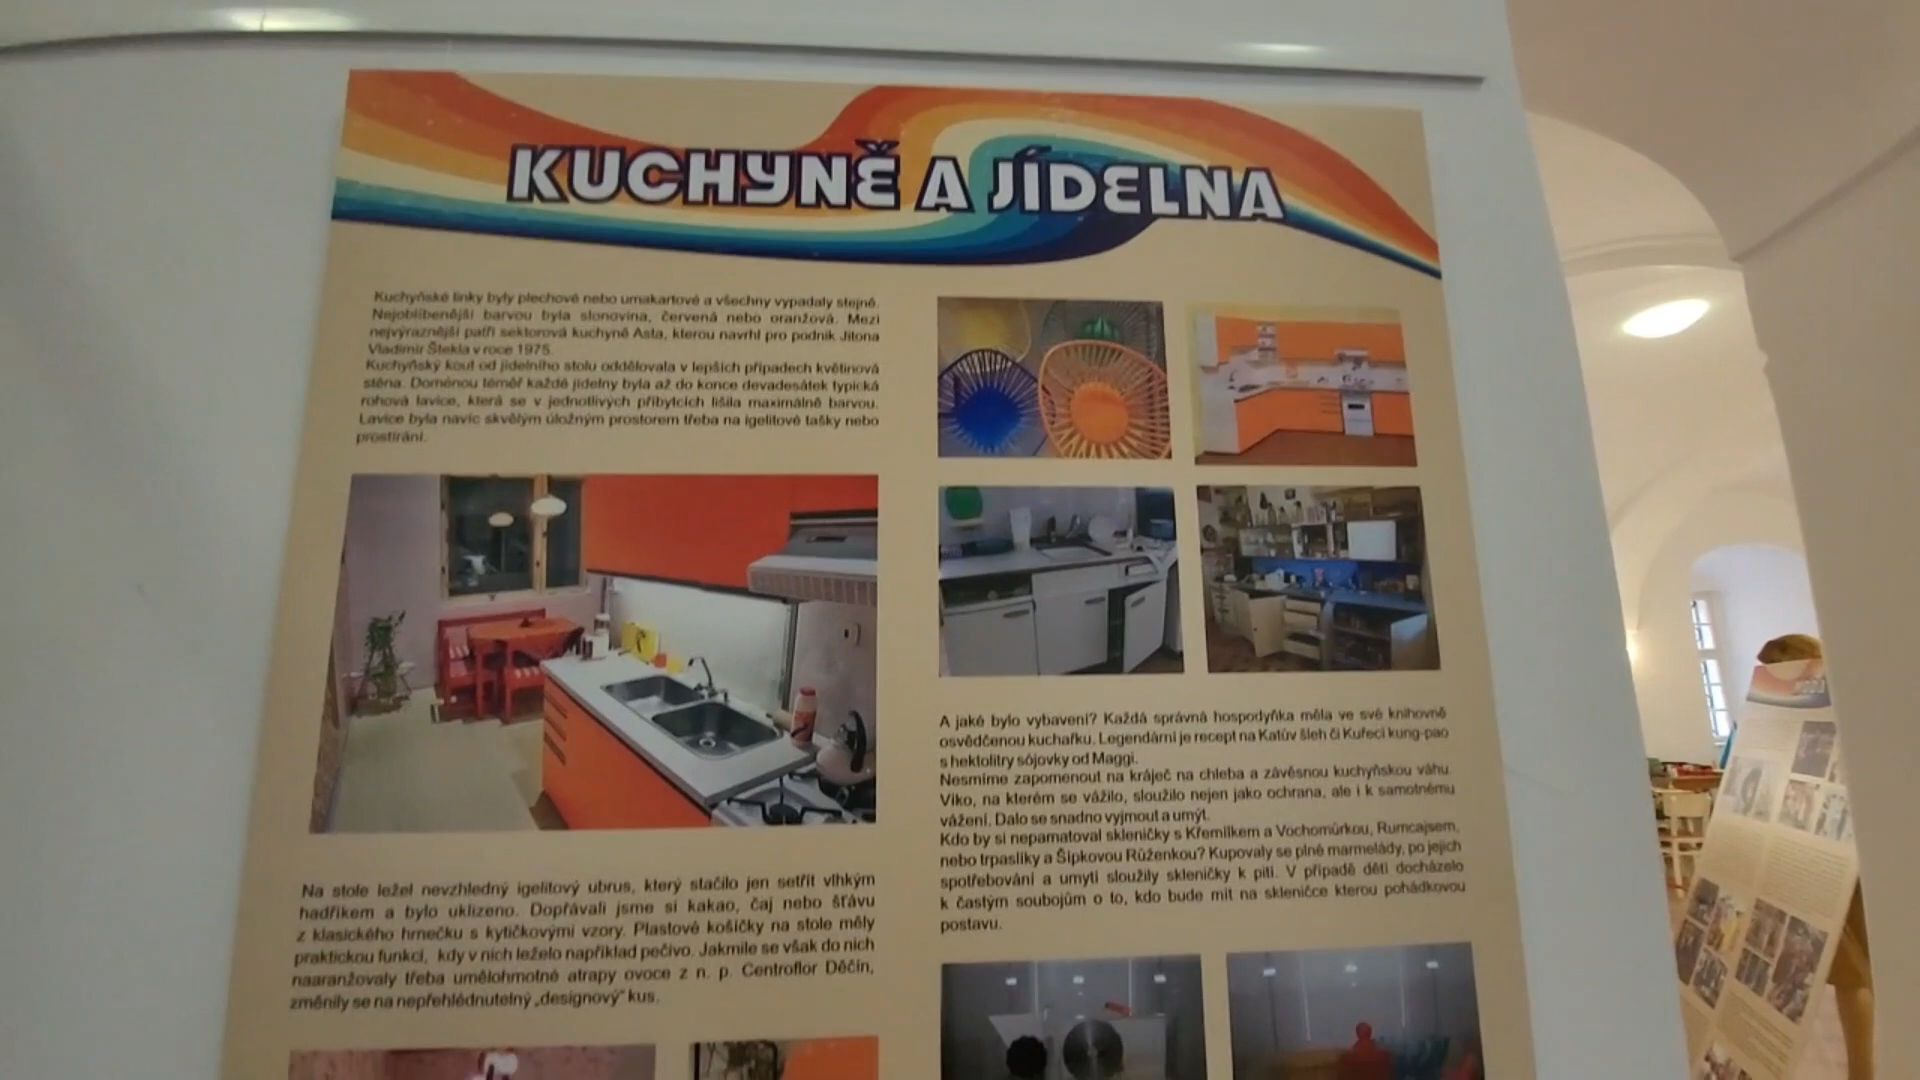 KUCHYNĚ A JÍDELNA
Kuchyňské linky byly plechové nebo umakartové a všechny vypadaly stejně.
Nejoblíbenější barvou byla slonovina, červená nebo oranžová. Mezi
nejvýraznější patří sektorová kuchyně Asta, kterou navrhl pro podnik Jitona
Vladimír Štekla v roce 1975.
Kuchyňský kout od jídelního stolu oddělovala v lepších případech květinová
stěna. Doménou téměř každé jídelny byla až do konce devadesátek typická
rohová lavice, která se v jednotlivých příbytcích lišila maximálně barvou.
Lavice byla navíc skvělým úložným prostorem třeba na igelitové tašky nebo
prostírání.
Na stole ležel nevzhledný igelitový ubrus, který stačilo jen setřít vlhkým
hadříkem a bylo uklizeno. Dopřávali jsme si kakao, čaj nebo šťávu
z klasického hrnečku s kytičkovými vzory. Plastové košíčky na stole měly
praktickou funkci, kdy v nich leželo například pečivo. Jakmile se však do nich
naaranžovaly třeba umělohmotné atrapy ovoce z n. p. Centroflor Děčín,
změnily se na nepřehlédnutelný „designový“ kus.
A jaké bylo vybavení? Každá správná hospodyňka měla ve své knihovně
osvědčenou kuchařku. Legendární je recept na Katův šleh či Kuřecí kung-pao
s hektolitry sójovky od Maggi.
Nesmíme zapomenout na kráječ na chleba a závěsnou kuchyňskou váhu.
Víko, na kterém se vážilo, sloužilo nejen jako ochrana, ale i k samotnému
vážení. Dalo se snadno vyjmout a umýt.
Kdo by si nepamatoval skleničky s Křemílkem a Vochomůrkou, Rumcajsem,
nebo trpaslíky a Šípkovou Růženkou? Kupovaly se plné marmelády, po jejich
spotřebování a umytí sloužily skleničky k pití. V případě dětí docházelo
k častým soubojům o to, kdo bude mít na skleničce kterou pohádkovou
postavu.